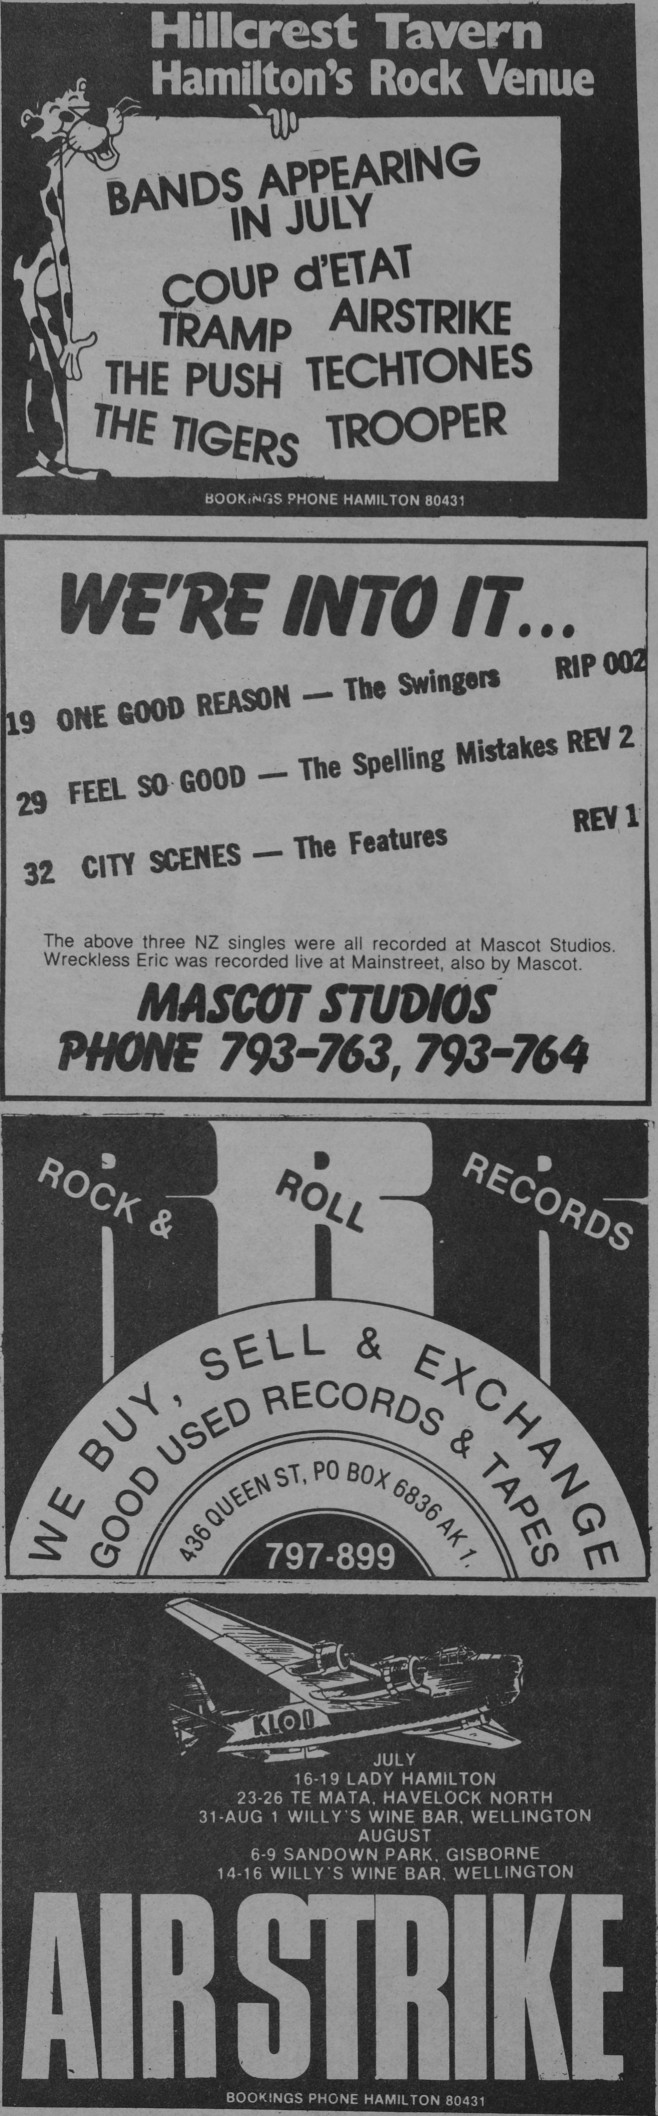 Hillcrest Tavern
Hamilton's Rock Venue
BANDS APPEARING
IN JULY
COUP d'ETAT
TRAMP AIRSTRIKE
THE PUSH TECHTONES
THE TIGERS TROOPER
BOOKINGS PHONE HAMILTON 80431
WE'RE INTO IT...
19 ONE GOOD REASON — The Swingers RIP 002
29 FEEL SO GOOD — The Spelling Mistakes REV 2
32 CITY SCENES — The Features REV 1
The above three NZ singles were all recorded at Mascot Studios.
Wreckless Eric was recorded live at Mainstreet, also by Mascot.
MASCOT STUDIOS
PHONE 793-763, 793-764
ROCK & ROLL RECORDS
WE BUY, SELL & EXCHANGE
GOOD USED RECORDS & TAPES
436 QUEEN ST, PO BOX 6836 AK 1.
797-899
KLOD
JULY
16-19 LADY HAMILTON
23-26 TE MATA, HAVELOCK NORTH
31-AUG 1 WILLY'S WINE BAR, WELLINGTON
AUGUST
6-9 SANDOWN PARK, GISBORNE
14-16 WILLY'S WINE BAR, WELLINGTON
AIR STRIKE
BOOKINGS PHONE HAMILTON 80431